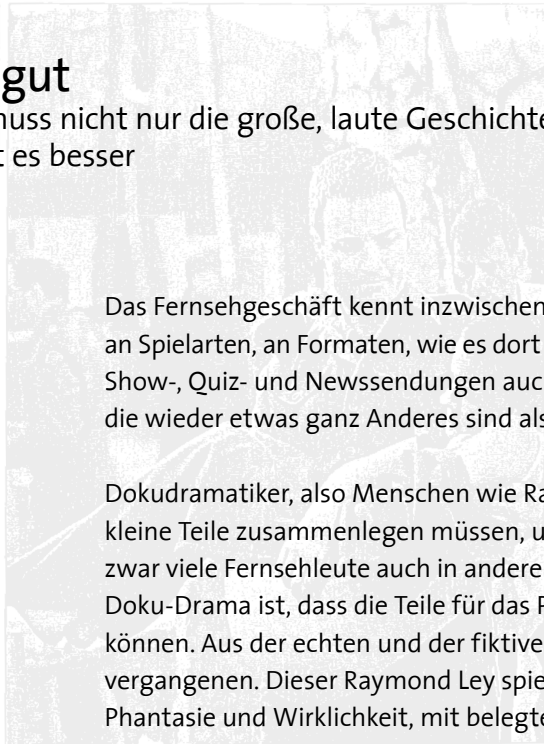 gut
nuss nicht nur die große, laute Geschichte
es besser
Das Fernsehgeschäft kennt inzwischen
an Spielarten, an Formaten, wie es dort
Show-, Quiz- und Newssendungen auc
die wieder etwas ganz Anderes sind als
Dokudramatiker, also Menschen wie Ra
kleine Teile zusammenlegen müssen, u
zwar viele Fernsehleute auch in andere
Doku-Drama ist, dass die Teile für das
können. Aus der echten und der fiktive
vergangenen. Dieser Raymond Ley spie
Phantasie und Wirklichkeit, mit belegte